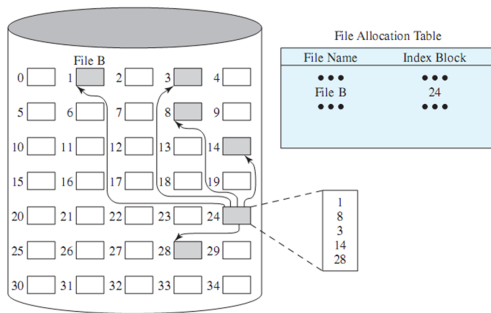 File Allocation Table
File Name Index Block
••• •••
File B 24
••• •••
File B
0 1 2 3 4
5 6 7 8 9
10 11 12 13 14
15 16 17 18 19
20 21 22 23 24
25 26 27 28 29
30 31 32 33 34
1
8
3
14
28